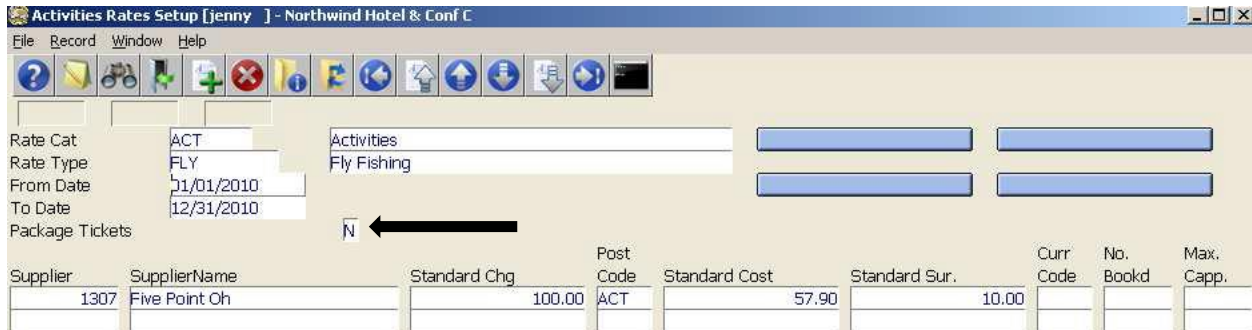 Activities Rates Setup [jenny ] - Northwind Hotel & Conf C
File Record Window Help
Rate Cat ACT Activities
Rate Type FLY Fly Fishing
From Date 01/01/2010
To Date 12/31/2010
Package Tickets N
Post Curr No. Max.
Supplier SupplierName Standard Chg Code Standard Cost Standard Sur. Code Bookd Capp.
1307 Five Point Oh 100.00 ACT 57.90 10.00